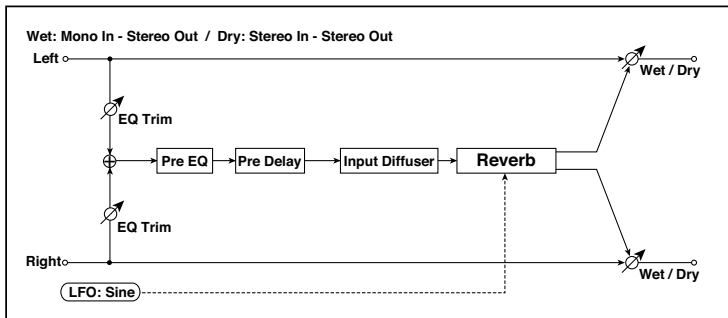 Wet: Mono In - Stereo Out / Dry: Stereo In - Stereo Out
Left
Wet / Dry
EQ Trim
Pre EQ
Pre Delay
Input Diffuser
Reverb
EQ Trim
Right
Wet / Dry
LFO: Sine